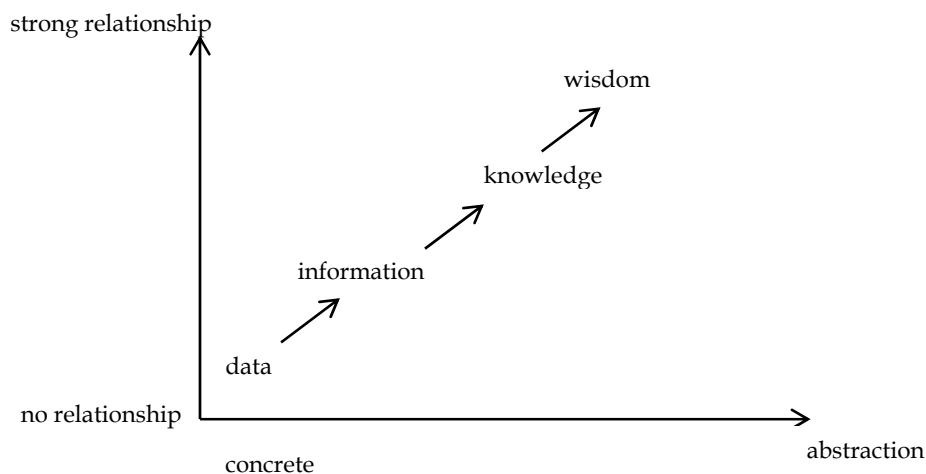 strong relationship
wisdom
knowledge
information
data
no relationship
abstraction
concrete